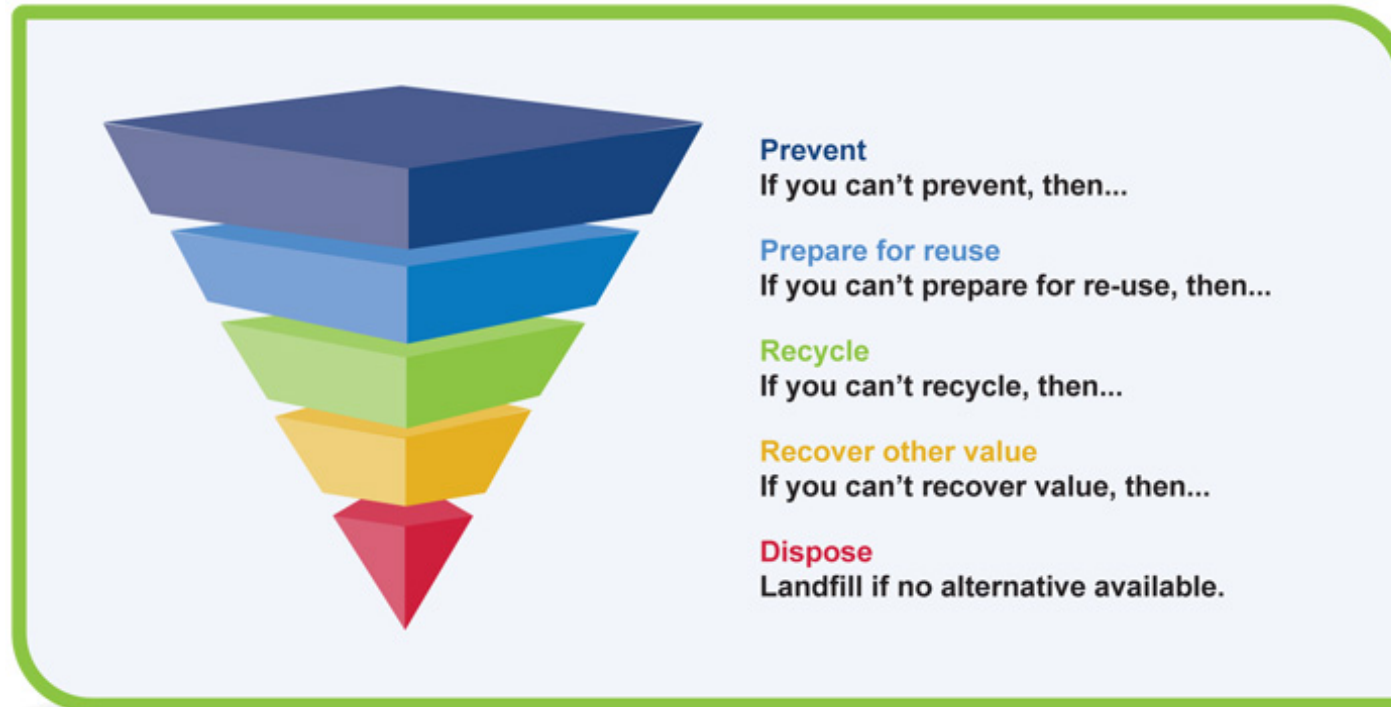 Prevent
If you can’t prevent, then...
Prepare for reuse
If you can’t prepare for re-use, then...
Recycle
If you can’t recycle, then...
Recover other value
If you can’t recover value, then...
Dispose
Landfill if no alternative available.